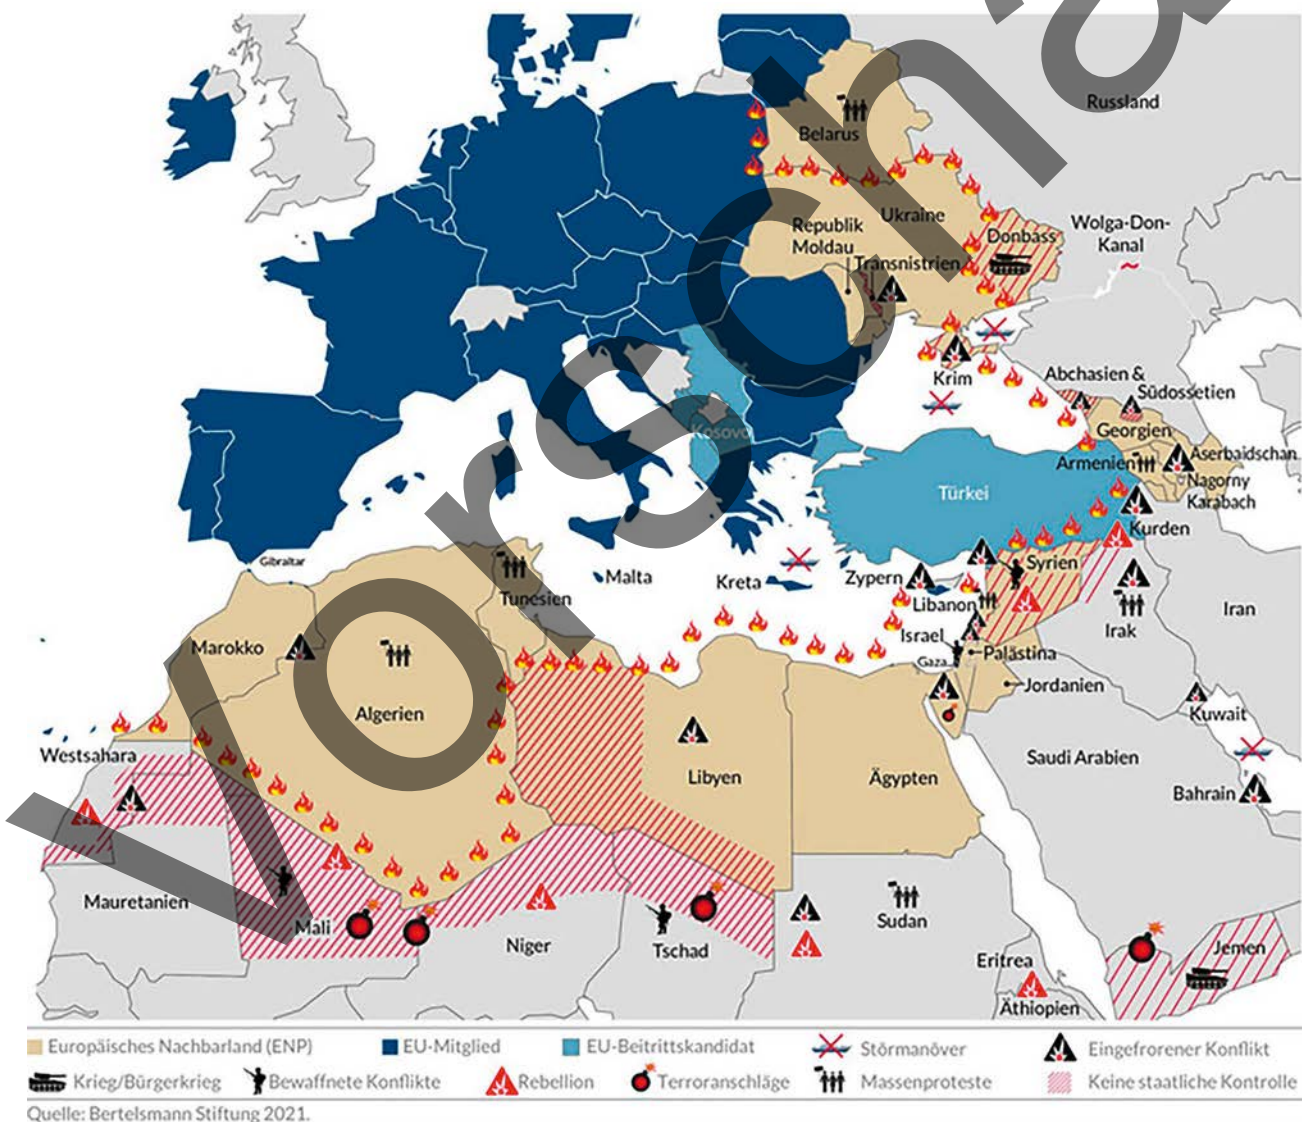 Russland
Belarus
Ukraine
Republik
Moldau
Transnistrien
Donbass
Wolga-Don-
Kanal
Krim
Abchasien &
Südossetien
Georgien
Armenien
Aserbaidschan
Nagorny
Karabach
Kosovo
Türkei
Kurden
Gibraltar
Malta
Kreta
Zypern
Syrien
Tunesien
Libanon
Irak
Iran
Marokko
Israel
Palästina
Gaza
Jordanien
Algerien
Kuwait
Westsahara
Libyen
Ägypten
Saudi Arabien
Bahrain
Mauretanien
Mali
Niger
Tschad
Sudan
Eritrea
Jemen
Äthiopien
Europäisches Nachbarland (ENP)
EU-Mitglied
EU-Beitrittskandidat
Störmanöver
Eingefrorener Konflikt
Krieg/Bürgerkrieg
Bewaffnete Konflikte
Rebellion
Terroranschläge
Massenproteste
Keine staatliche Kontrolle
Quelle: Bertelsmann Stiftung 2021.
Vorscha